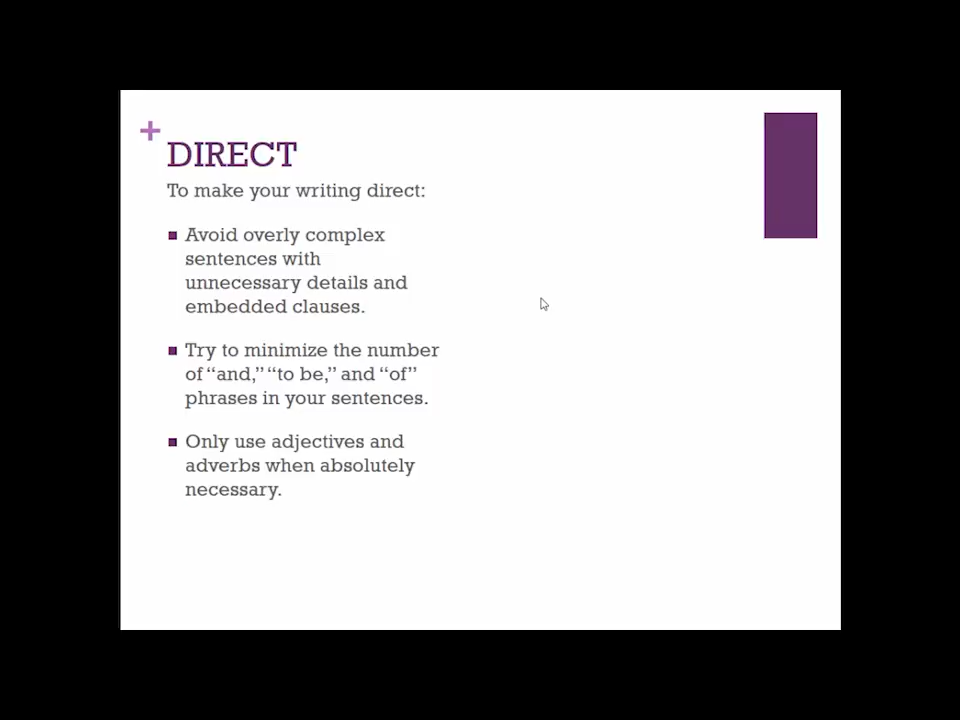 +
DIRECT
To make your writing direct:
Avoid overly complex
sentences with
unnecessary details and
embedded clauses.
Try to minimize the number
of “and,” “to be,” and “of”
phrases in your sentences.
Only use adjectives and
adverbs when absolutely
necessary.